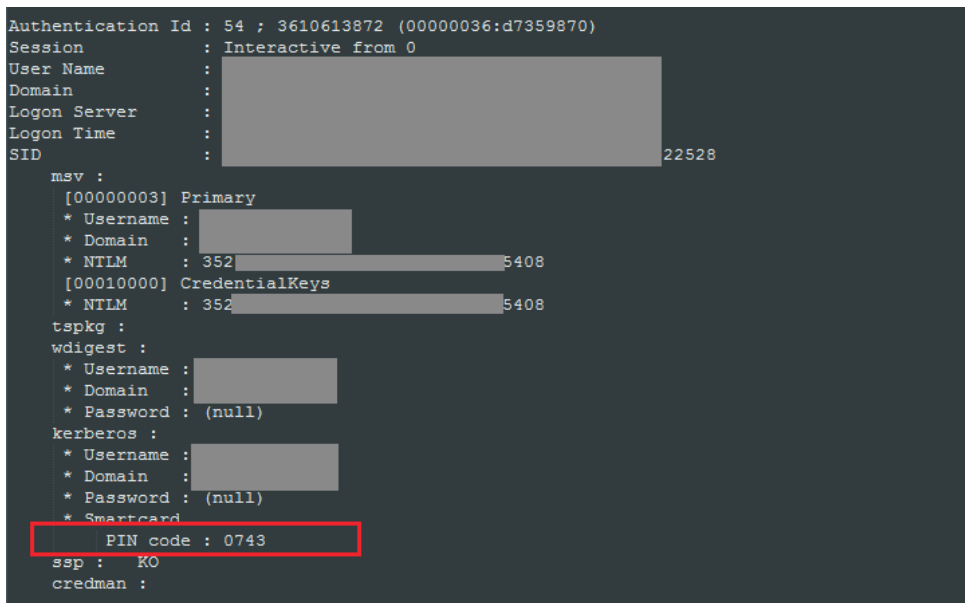 Authentication Id : 54 ; 3610613872 (00000036:d7359870)
Session : Interactive from 0
User Name :
Domain :
Logon Server :
Logon Time :
SID : 22528
msv :
[00000003] Primary
* Username :
* Domain :
* NTLM : 352 5408
[00010000] CredentialKeys
* NTLM : 352 5408
tspkg :
wdigest :
* Username :
* Domain :
* Password : (null)
kerberos :
* Username :
* Domain :
* Password : (null)
* Smartcard
PIN code : 0743
ssp : KO
credman :